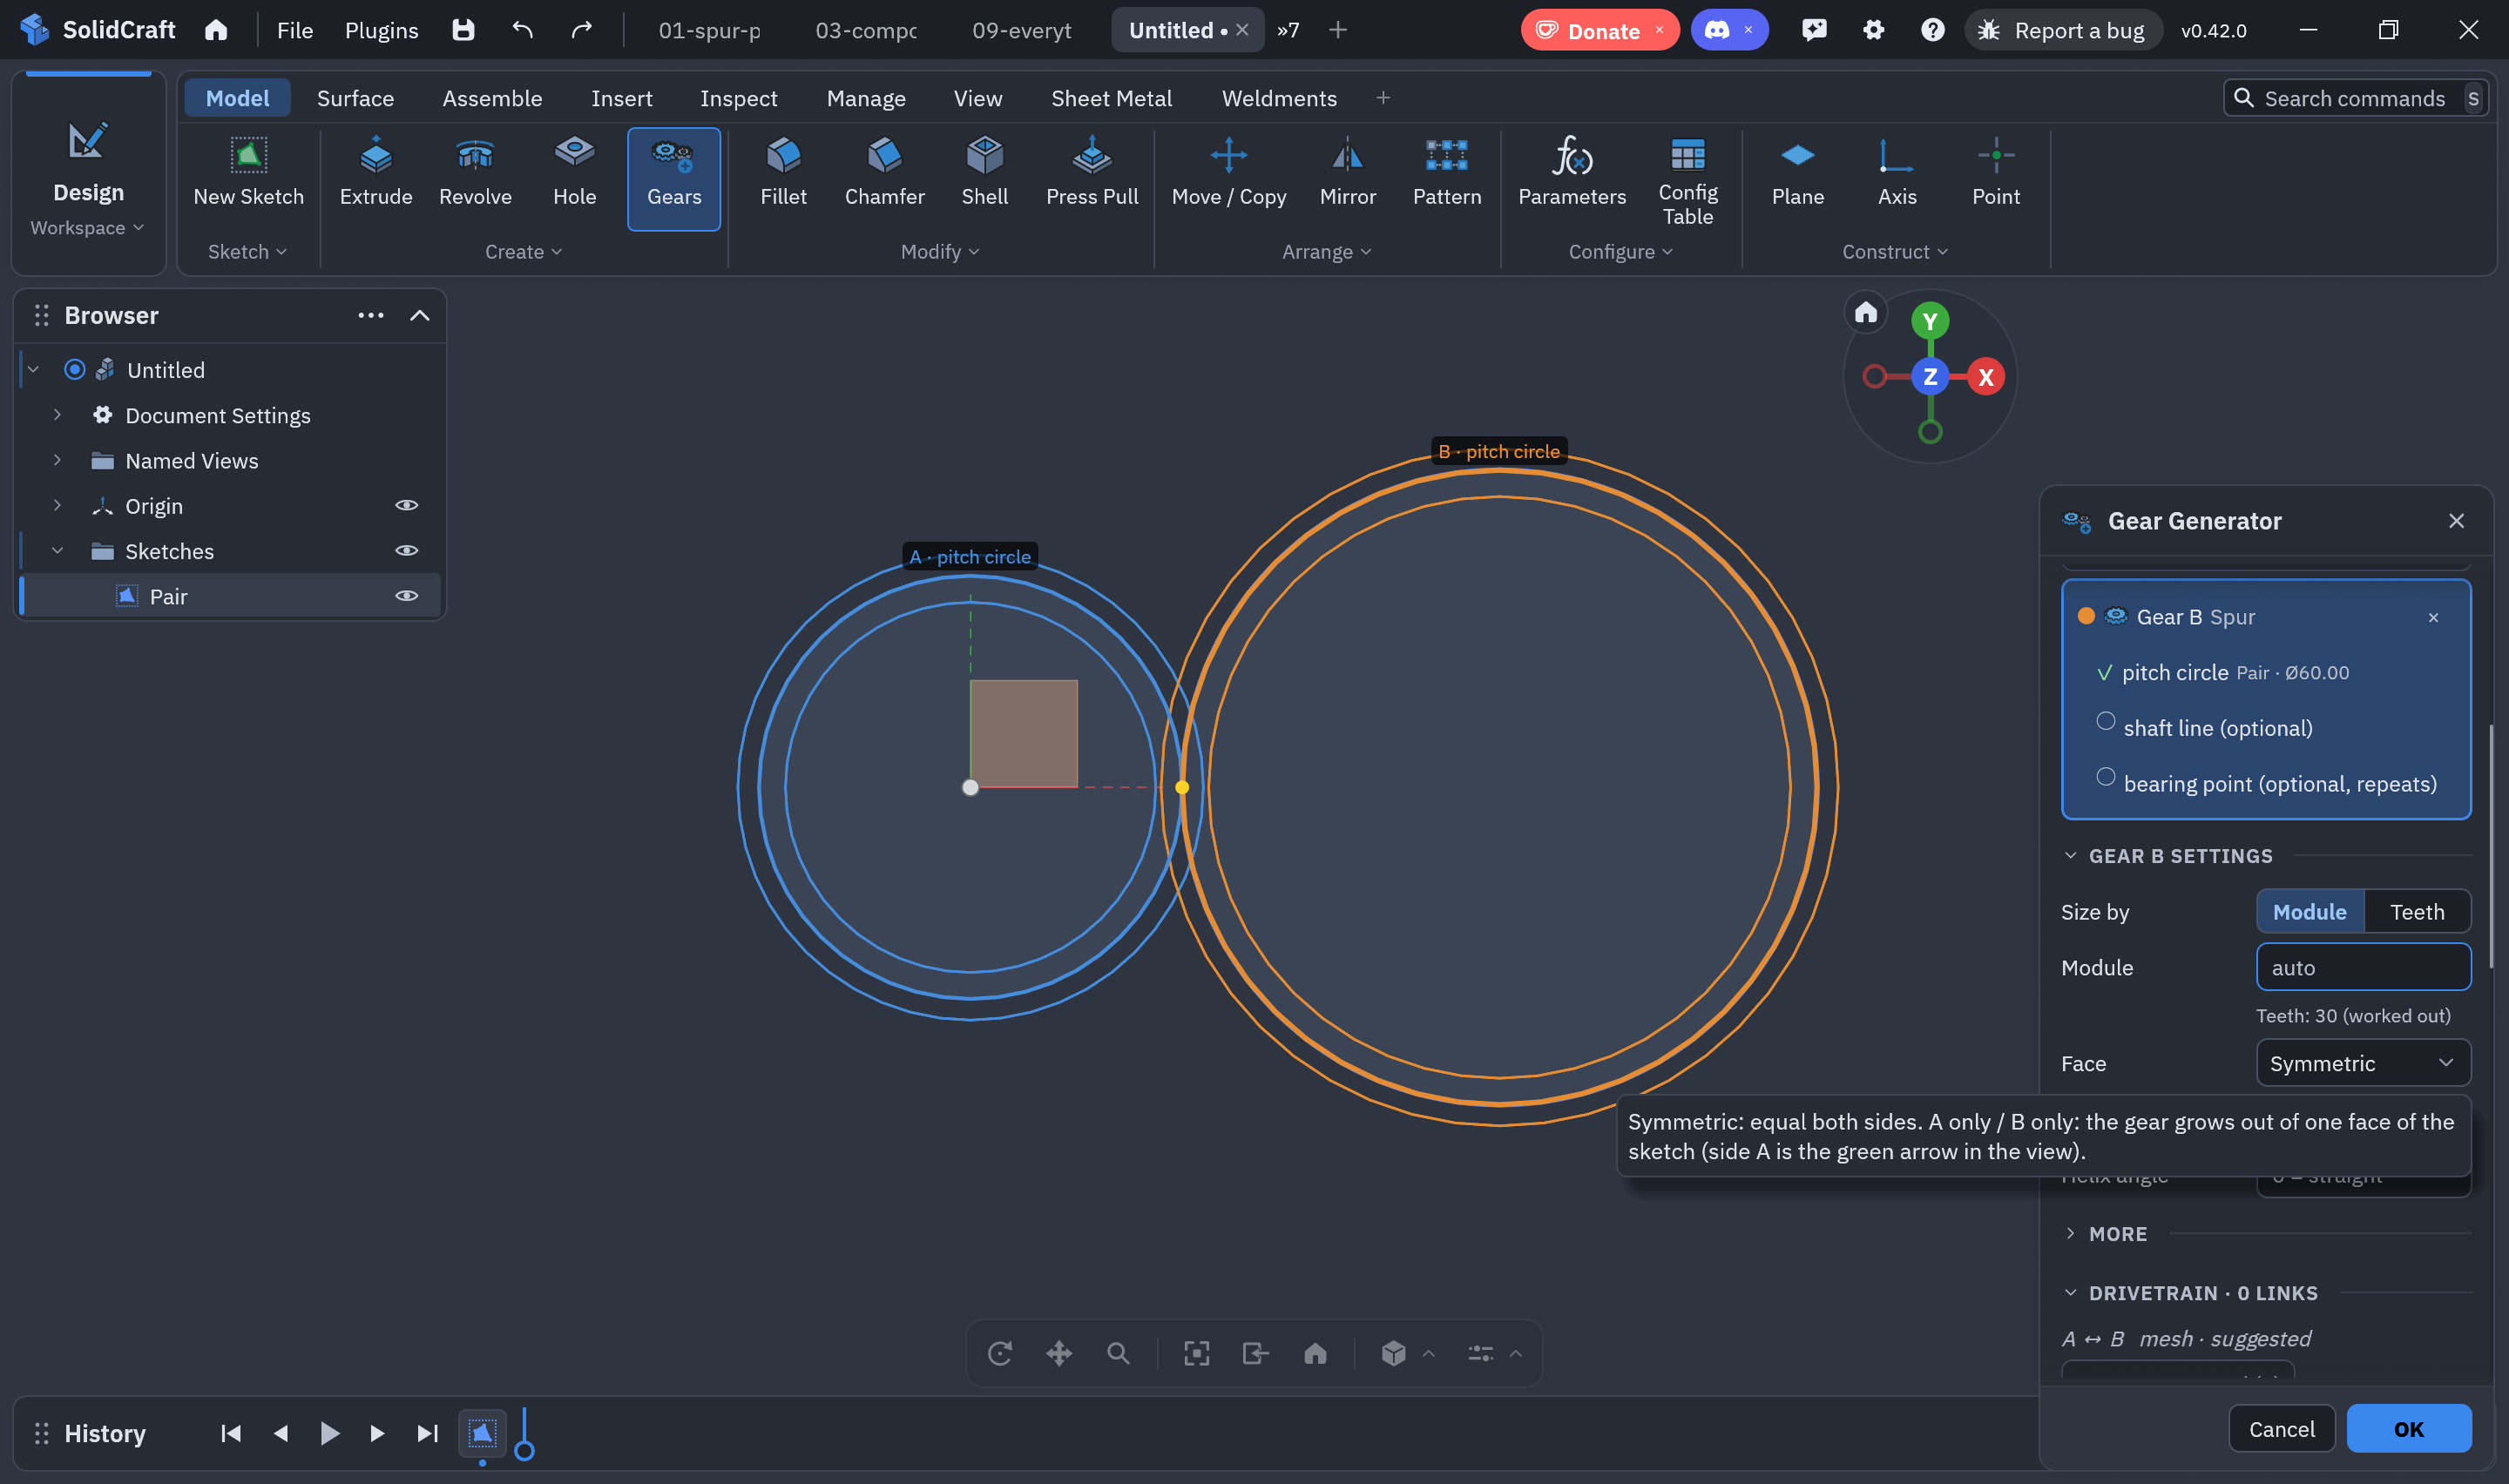 SolidCraft
File
Plugins
01-spur-p
03-compc
09-everyt
Untitled •
»7
Donate
Report a bug
v0.42.0
Design
Workspace
Model
Surface
Assemble
Insert
Inspect
Manage
View
Sheet Metal
Weldments
Search commands
S
New Sketch
Extrude
Revolve
Hole
Gears
Fillet
Chamfer
Shell
Press Pull
Move / Copy
Mirror
Pattern
Parameters
Config
Table
Plane
Axis
Point
Sketch
Create
Modify
Arrange
Configure
Construct
Browser
Untitled
Document Settings
Named Views
Origin
Sketches
Pair
Y
Z
X
A · pitch circle
B · pitch circle
Gear Generator
Gear B Spur
pitch circle Pair · Ø60.00
shaft line (optional)
bearing point (optional, repeats)
GEAR B SETTINGS
Size by
Module
Teeth
Module
auto
Teeth: 30 (worked out)
Face
Symmetric
Symmetric: equal both sides. A only / B only: the gear grows out of one face of the
sketch (side A is the green arrow in the view).
Helix angle
0 = straight
MORE
DRIVETRAIN · 0 LINKS
A ↔ B mesh · suggested
Cancel
OK
History